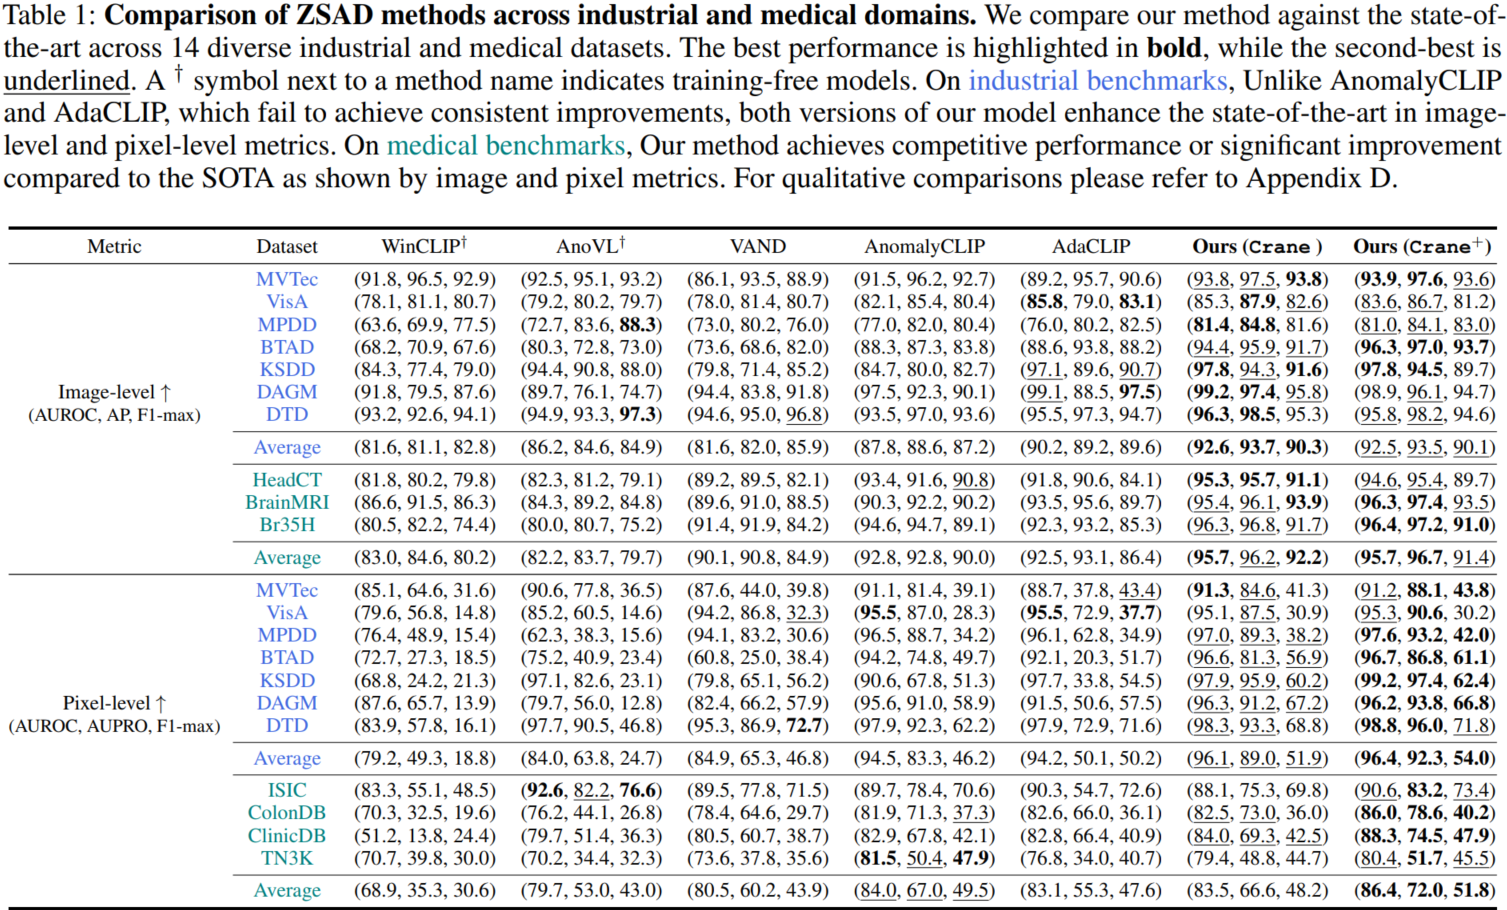 Table 1: Comparison of ZSAD methods across industrial and medical domains. We compare our method against the state-of-
the-art across 14 diverse industrial and medical datasets. The best performance is highlighted in bold, while the second-best is
underlined. A † symbol next to a method name indicates training-free models. On industrial benchmarks, Unlike AnomalyCLIP
and AdaCLIP, which fail to achieve consistent improvements, both versions of our model enhance the state-of-the-art in image-
level and pixel-level metrics. On medical benchmarks, Our method achieves competitive performance or significant improvement
compared to the SOTA as shown by image and pixel metrics. For qualitative comparisons please refer to Appendix D.
Metric Dataset WinCLIP† AnoVL† VAND AnomalyCLIP AdaCLIP Ours (Crane ) Ours (Crane+)
MVTec (91.8, 96.5, 92.9) (92.5, 95.1, 93.2) (86.1, 93.5, 88.9) (91.5, 96.2, 92.7) (89.2, 95.7, 90.6) (93.8, 97.5, 93.8) (93.9, 97.6, 93.6)
VisA (78.1, 81.1, 80.7) (79.2, 80.2, 79.7) (78.0, 81.4, 80.7) (82.1, 85.4, 80.4) (85.8, 79.0, 83.1) (85.3, 87.9, 82.6) (83.6, 86.7, 81.2)
MPDD (63.6, 69.9, 77.5) (72.7, 83.6, 88.3) (73.0, 80.2, 76.0) (77.0, 82.0, 80.4) (76.0, 80.2, 82.5) (81.4, 84.8, 81.6) (81.0, 84.1, 83.0)
BTAD (68.2, 70.9, 67.6) (80.3, 72.8, 73.0) (73.6, 68.6, 82.0) (88.3, 87.3, 83.8) (88.6, 93.8, 88.2) (94.4, 95.9, 91.7) (96.3, 97.0, 93.7)
KSDD (84.3, 77.4, 79.0) (94.4, 90.8, 88.0) (79.8, 71.4, 85.2) (84.7, 80.0, 82.7) (97.1, 89.6, 90.7) (97.8, 94.3, 91.6) (97.8, 94.5, 89.7)
Image-level ↑ DAGM (91.8, 79.5, 87.6) (89.7, 76.1, 74.7) (94.4, 83.8, 91.8) (97.5, 92.3, 90.1) (99.1, 88.5, 97.5) (99.2, 97.4, 95.8) (98.9, 96.1, 94.7)
(AUROC, AP, F1-max) DTD (93.2, 92.6, 94.1) (94.9, 93.3, 97.3) (94.6, 95.0, 96.8) (93.5, 97.0, 93.6) (95.5, 97.3, 94.7) (96.3, 98.5, 95.3) (95.8, 98.2, 94.6)
Average (81.6, 81.1, 82.8) (86.2, 84.6, 84.9) (81.6, 82.0, 85.9) (87.8, 88.6, 87.2) (90.2, 89.2, 89.6) (92.6, 93.7, 90.3) (92.5, 93.5, 90.1)
HeadCT (81.8, 80.2, 79.8) (82.3, 81.2, 79.1) (89.2, 89.5, 82.1) (93.4, 91.6, 90.8) (91.8, 90.6, 84.1) (95.3, 95.7, 91.1) (94.6, 95.4, 89.7)
BrainMRI (86.6, 91.5, 86.3) (84.3, 89.2, 84.8) (89.6, 91.0, 88.5) (90.3, 92.2, 90.2) (93.5, 95.6, 89.7) (95.4, 96.1, 93.9) (96.3, 97.4, 93.5)
Br35H (80.5, 82.2, 74.4) (80.0, 80.7, 75.2) (91.4, 91.9, 84.2) (94.6, 94.7, 89.1) (92.3, 93.2, 85.3) (96.3, 96.8, 91.7) (96.4, 97.2, 91.0)
Average (83.0, 84.6, 80.2) (82.2, 83.7, 79.7) (90.1, 90.8, 84.9) (92.8, 92.8, 90.0) (92.5, 93.1, 86.4) (95.7, 96.2, 92.2) (95.7, 96.7, 91.4)
MVTec (85.1, 64.6, 31.6) (90.6, 77.8, 36.5) (87.6, 44.0, 39.8) (91.1, 81.4, 39.1) (88.7, 37.8, 43.4) (91.3, 84.6, 41.3) (91.2, 88.1, 43.8)
VisA (79.6, 56.8, 14.8) (85.2, 60.5, 14.6) (94.2, 86.8, 32.3) (95.5, 87.0, 28.3) (95.5, 72.9, 37.7) (95.1, 87.5, 30.9) (95.3, 90.6, 30.2)
MPDD (76.4, 48.9, 15.4) (62.3, 38.3, 15.6) (94.1, 83.2, 30.6) (96.5, 88.7, 34.2) (96.1, 62.8, 34.9) (97.0, 89.3, 38.2) (97.6, 93.2, 42.0)
BTAD (72.7, 27.3, 18.5) (75.2, 40.9, 23.4) (60.8, 25.0, 38.4) (94.2, 74.8, 49.7) (92.1, 20.3, 51.7) (96.6, 81.3, 56.9) (96.7, 86.8, 61.1)
KSDD (68.8, 24.2, 21.3) (97.1, 82.6, 23.1) (79.8, 65.1, 56.2) (90.6, 67.8, 51.3) (97.7, 33.8, 54.5) (97.9, 95.9, 60.2) (99.2, 97.4, 62.4)
Pixel-level ↑ DAGM (87.6, 65.7, 13.9) (79.7, 56.0, 12.8) (82.4, 66.2, 57.9) (95.6, 91.0, 58.9) (91.5, 50.6, 57.5) (96.3, 91.2, 67.2) (96.2, 93.8, 66.8)
(AUROC, AUPRO, F1-max) DTD (83.9, 57.8, 16.1) (97.7, 90.5, 46.8) (95.3, 86.9, 72.7) (97.9, 92.3, 62.2) (97.9, 72.9, 71.6) (98.3, 93.3, 68.8) (98.8, 96.0, 71.8)
Average (79.2, 49.3, 18.8) (84.0, 63.8, 24.7) (84.9, 65.3, 46.8) (94.5, 83.3, 46.2) (94.2, 50.1, 50.2) (96.1, 89.0, 51.9) (96.4, 92.3, 54.0)
ISIC (83.3, 55.1, 48.5) (92.6, 82.2, 76.6) (89.5, 77.8, 71.5) (89.7, 78.4, 70.6) (90.3, 54.7, 72.6) (88.1, 75.3, 69.8) (90.6, 83.2, 73.4)
ColonDB (70.3, 32.5, 19.6) (76.2, 44.1, 26.8) (78.4, 64.6, 29.7) (81.9, 71.3, 37.3) (82.6, 66.0, 36.1) (82.5, 73.0, 36.0) (86.0, 78.6, 40.2)
ClinicDB (51.2, 13.8, 24.4) (79.7, 51.4, 36.3) (80.5, 60.7, 38.7) (82.9, 67.8, 42.1) (82.8, 66.4, 40.9) (84.0, 69.3, 42.5) (88.3, 74.5, 47.9)
TN3K (70.7, 39.8, 30.0) (70.2, 34.4, 32.3) (73.6, 37.8, 35.6) (81.5, 50.4, 47.9) (76.8, 34.0, 40.7) (79.4, 48.8, 44.7) (80.4, 51.7, 45.5)
Average (68.9, 35.3, 30.6) (79.7, 53.0, 43.0) (80.5, 60.2, 43.9) (84.0, 67.0, 49.5) (83.1, 55.3, 47.6) (83.5, 66.6, 48.2) (86.4, 72.0, 51.8)